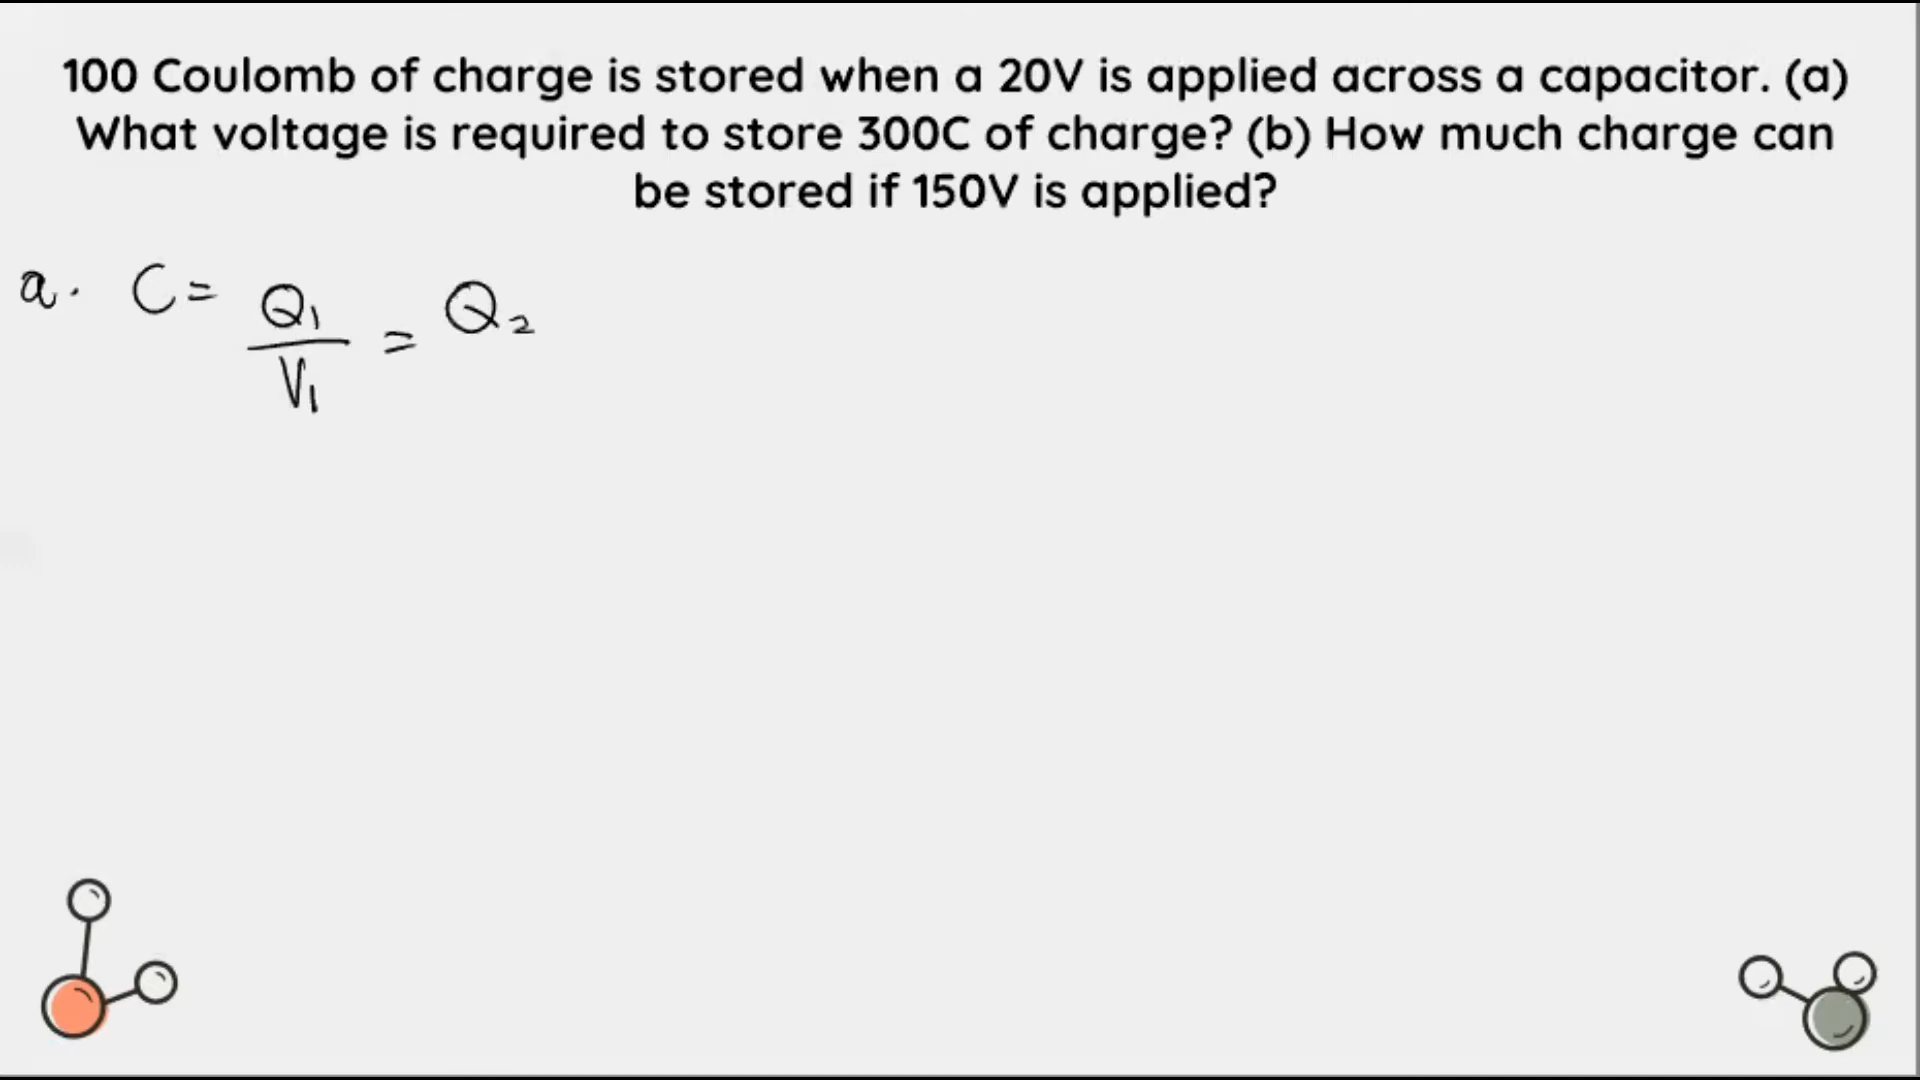 100 Coulomb of charge is stored when a 20V is applied across a capacitor. (a)
What voltage is required to store 300C of charge? (b) How much charge can
be stored if 150V is applied?
a. C = Q₁/V₁ = Q₂